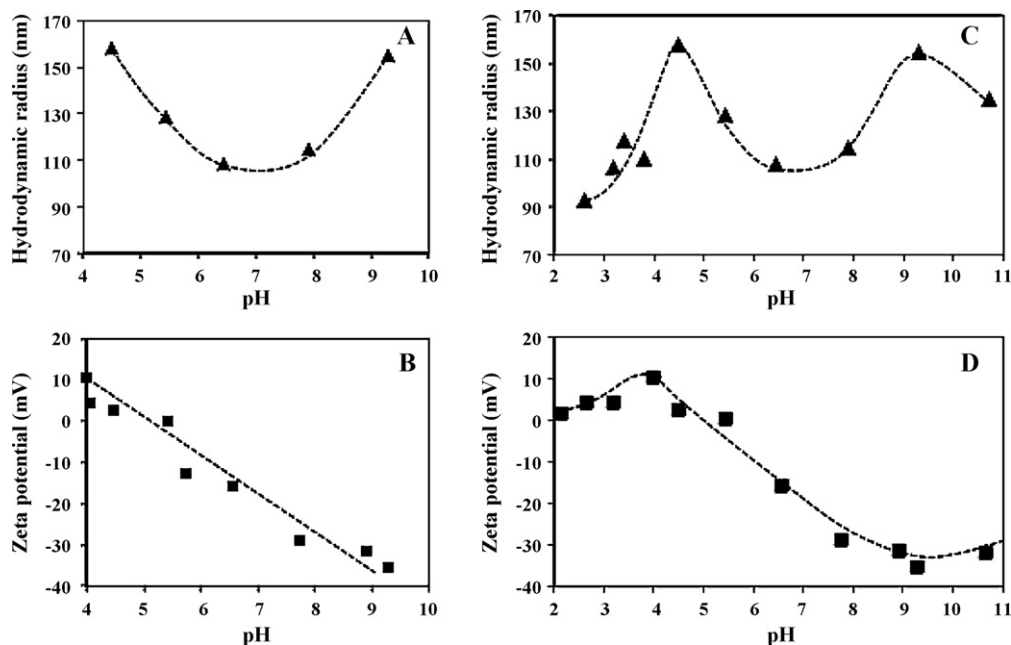 A
Hydrodynamic radius (nm)
170
150
130
110
90
70
4 5 6 7 8 9 10
pH
C
Hydrodynamic radius (nm)
170
150
130
110
90
70
2 3 4 5 6 7 8 9 10 11
pH
B
Zeta potential (mV)
20
10
0
-10
-20
-30
-40
4 5 6 7 8 9 10
pH
D
Zeta potential (mV)
20
10
0
-10
-20
-30
-40
2 3 4 5 6 7 8 9 10 11
pH